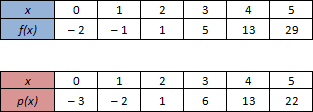 x 0 1 2 3 4 5
f(x) – 2 – 1 1 5 13 29
x 0 1 2 3 4 5
p(x) – 3 – 2 1 6 13 22